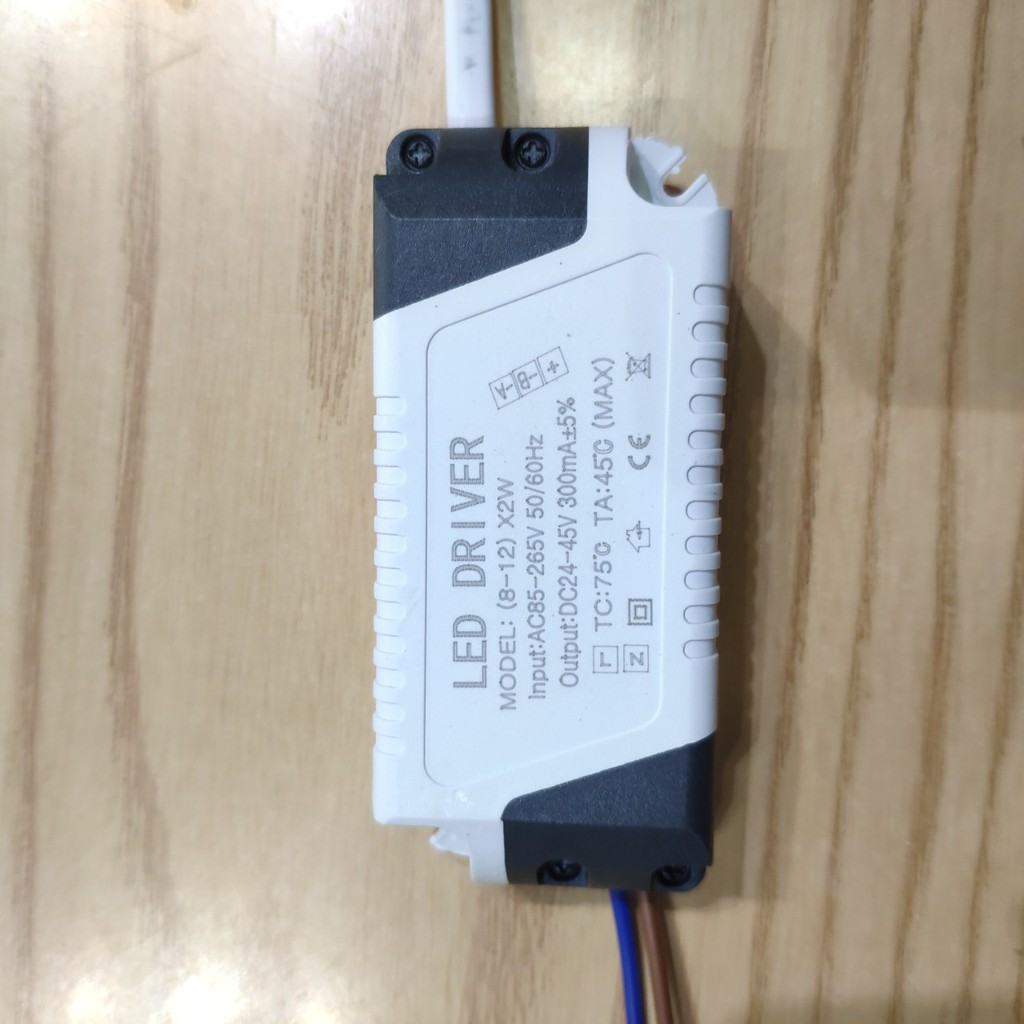 LED DRIVER
MODEL: (8-12) X2W
Input:AC85-265V 50/60Hz
Output:DC24-45V 300mA±5%
TC:75℃ TA:45℃ (MAX)
-A -B +
L
N
CE